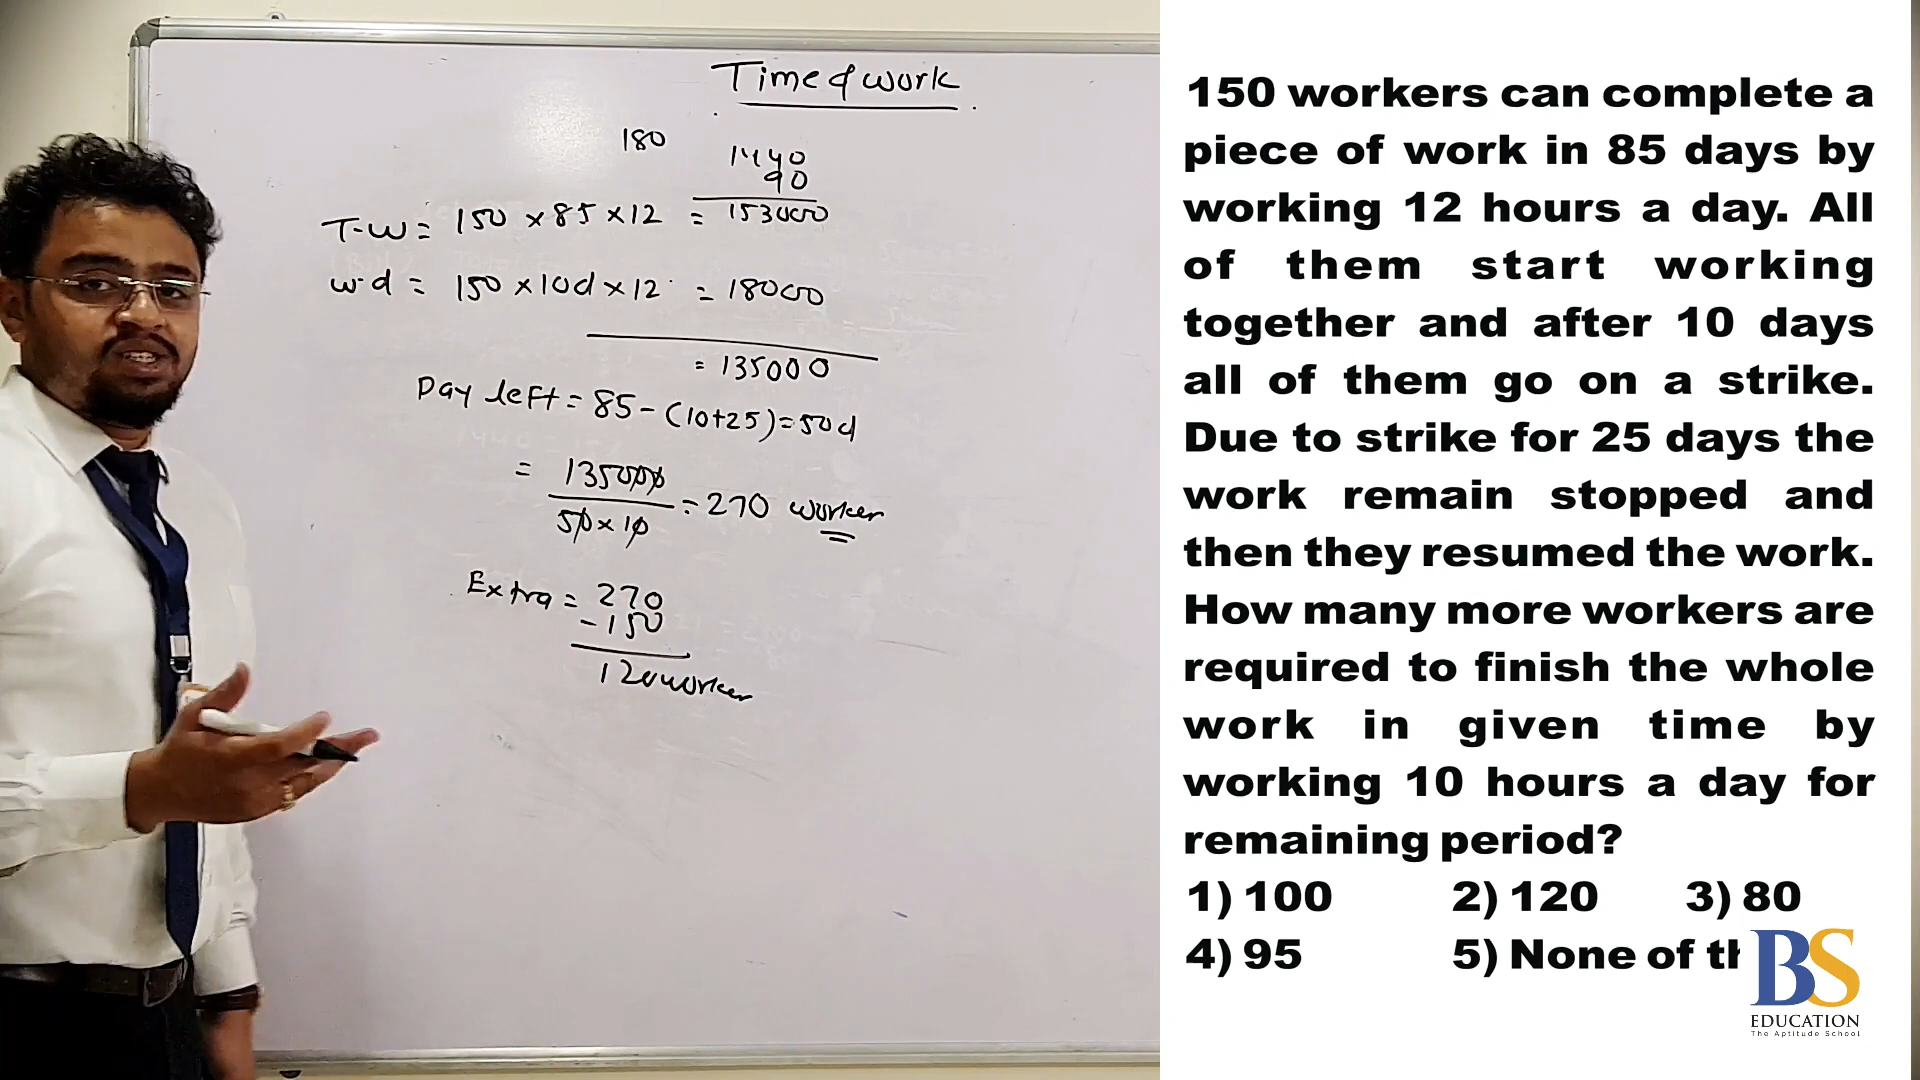 Time & work
180
1440
90
T-W = 150 × 85 × 12 = 153000
w-d = 150 × 10d × 12 = 18000
= 135000
Day left = 85 - (10+25) = 50d
= 135000
50 × 10
= 270 worker
Extra = 270
- 150
120 worker
150 workers can complete a
piece of work in 85 days by
working 12 hours a day. All
of them start working
together and after 10 days
all of them go on a strike.
Due to strike for 25 days the
work remain stopped and
then they resumed the work.
How many more workers are
required to finish the whole
work in given time by
working 10 hours a day for
remaining period?
1) 100 2) 120 3) 80
4) 95 5) None of th
BS
EDUCATION
The Aptitude School